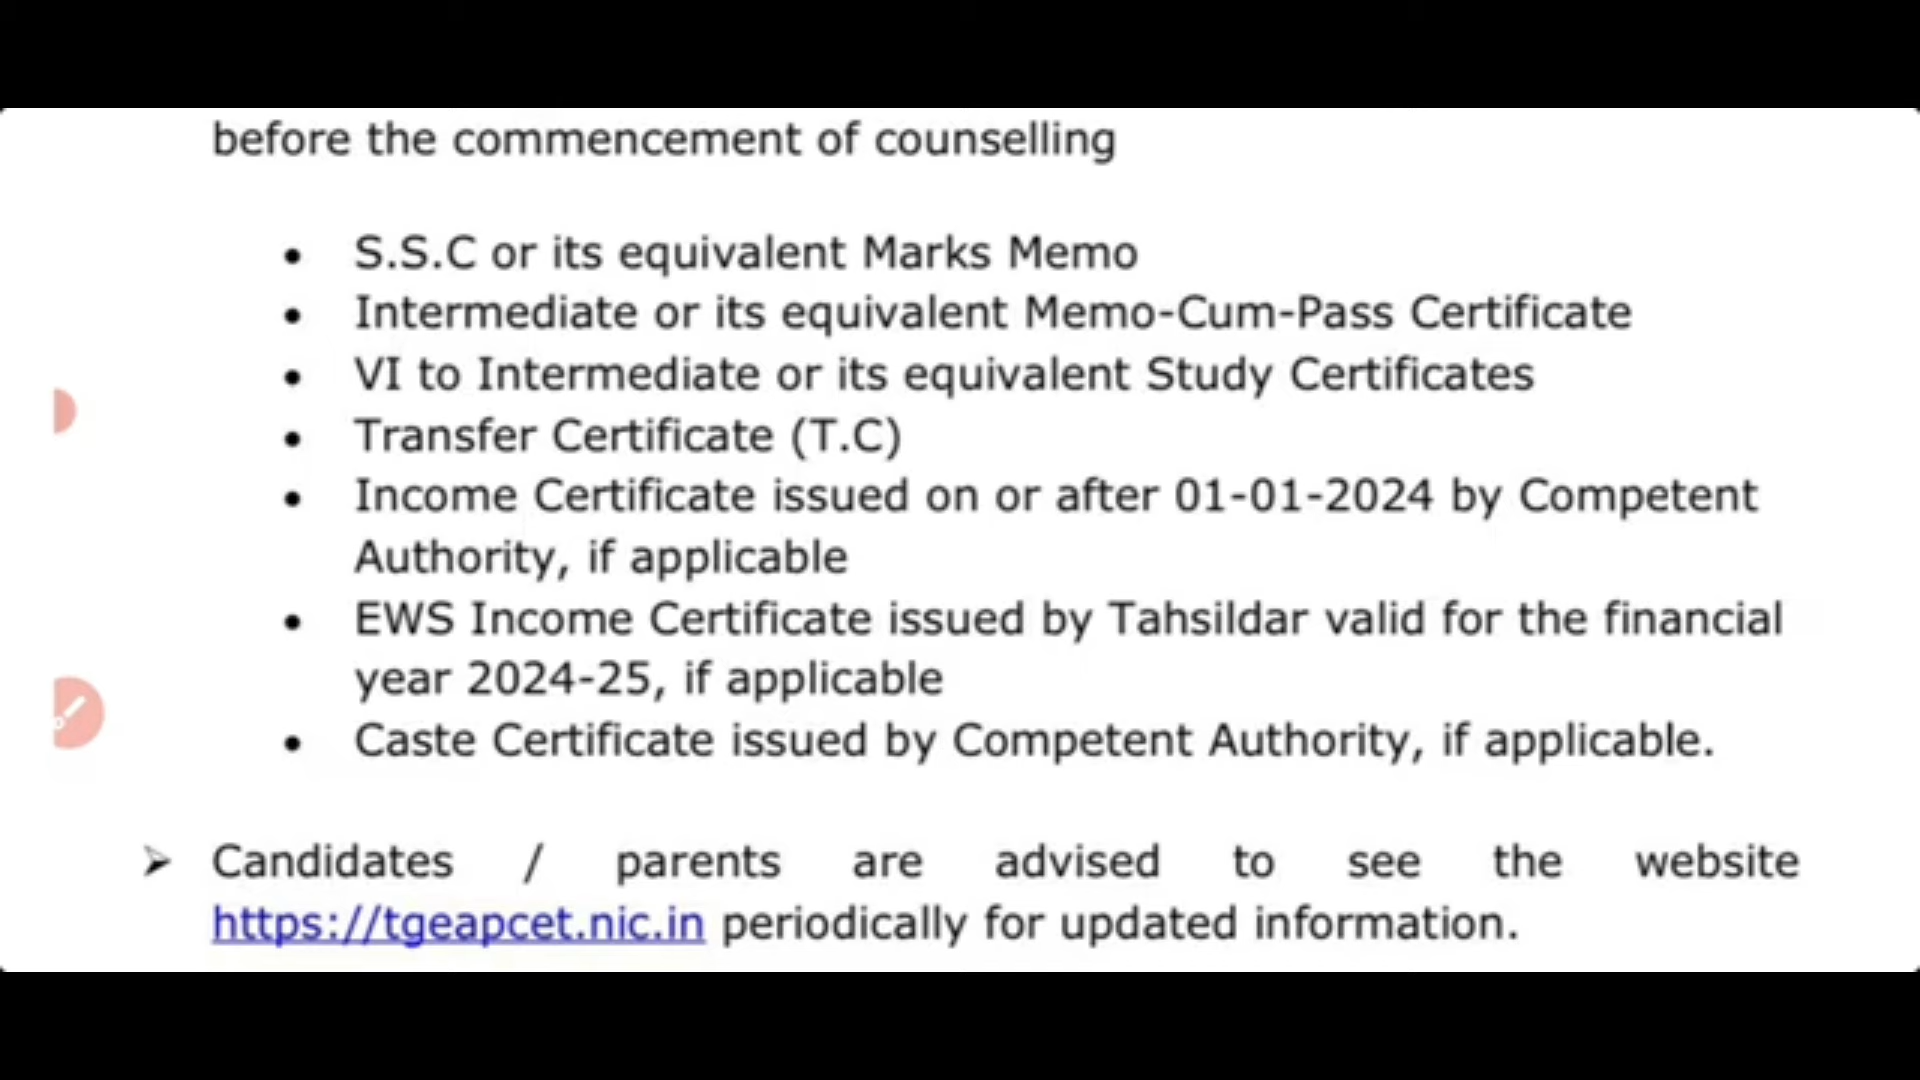 before the commencement of counselling
• S.S.C or its equivalent Marks Memo
• Intermediate or its equivalent Memo-Cum-Pass Certificate
• VI to Intermediate or its equivalent Study Certificates
• Transfer Certificate (T.C)
• Income Certificate issued on or after 01-01-2024 by Competent
Authority, if applicable
• EWS Income Certificate issued by Tahsildar valid for the financial
year 2024-25, if applicable
• Caste Certificate issued by Competent Authority, if applicable.
➢ Candidates / parents are advised to see the website
https://tgeapcet.nic.in periodically for updated information.